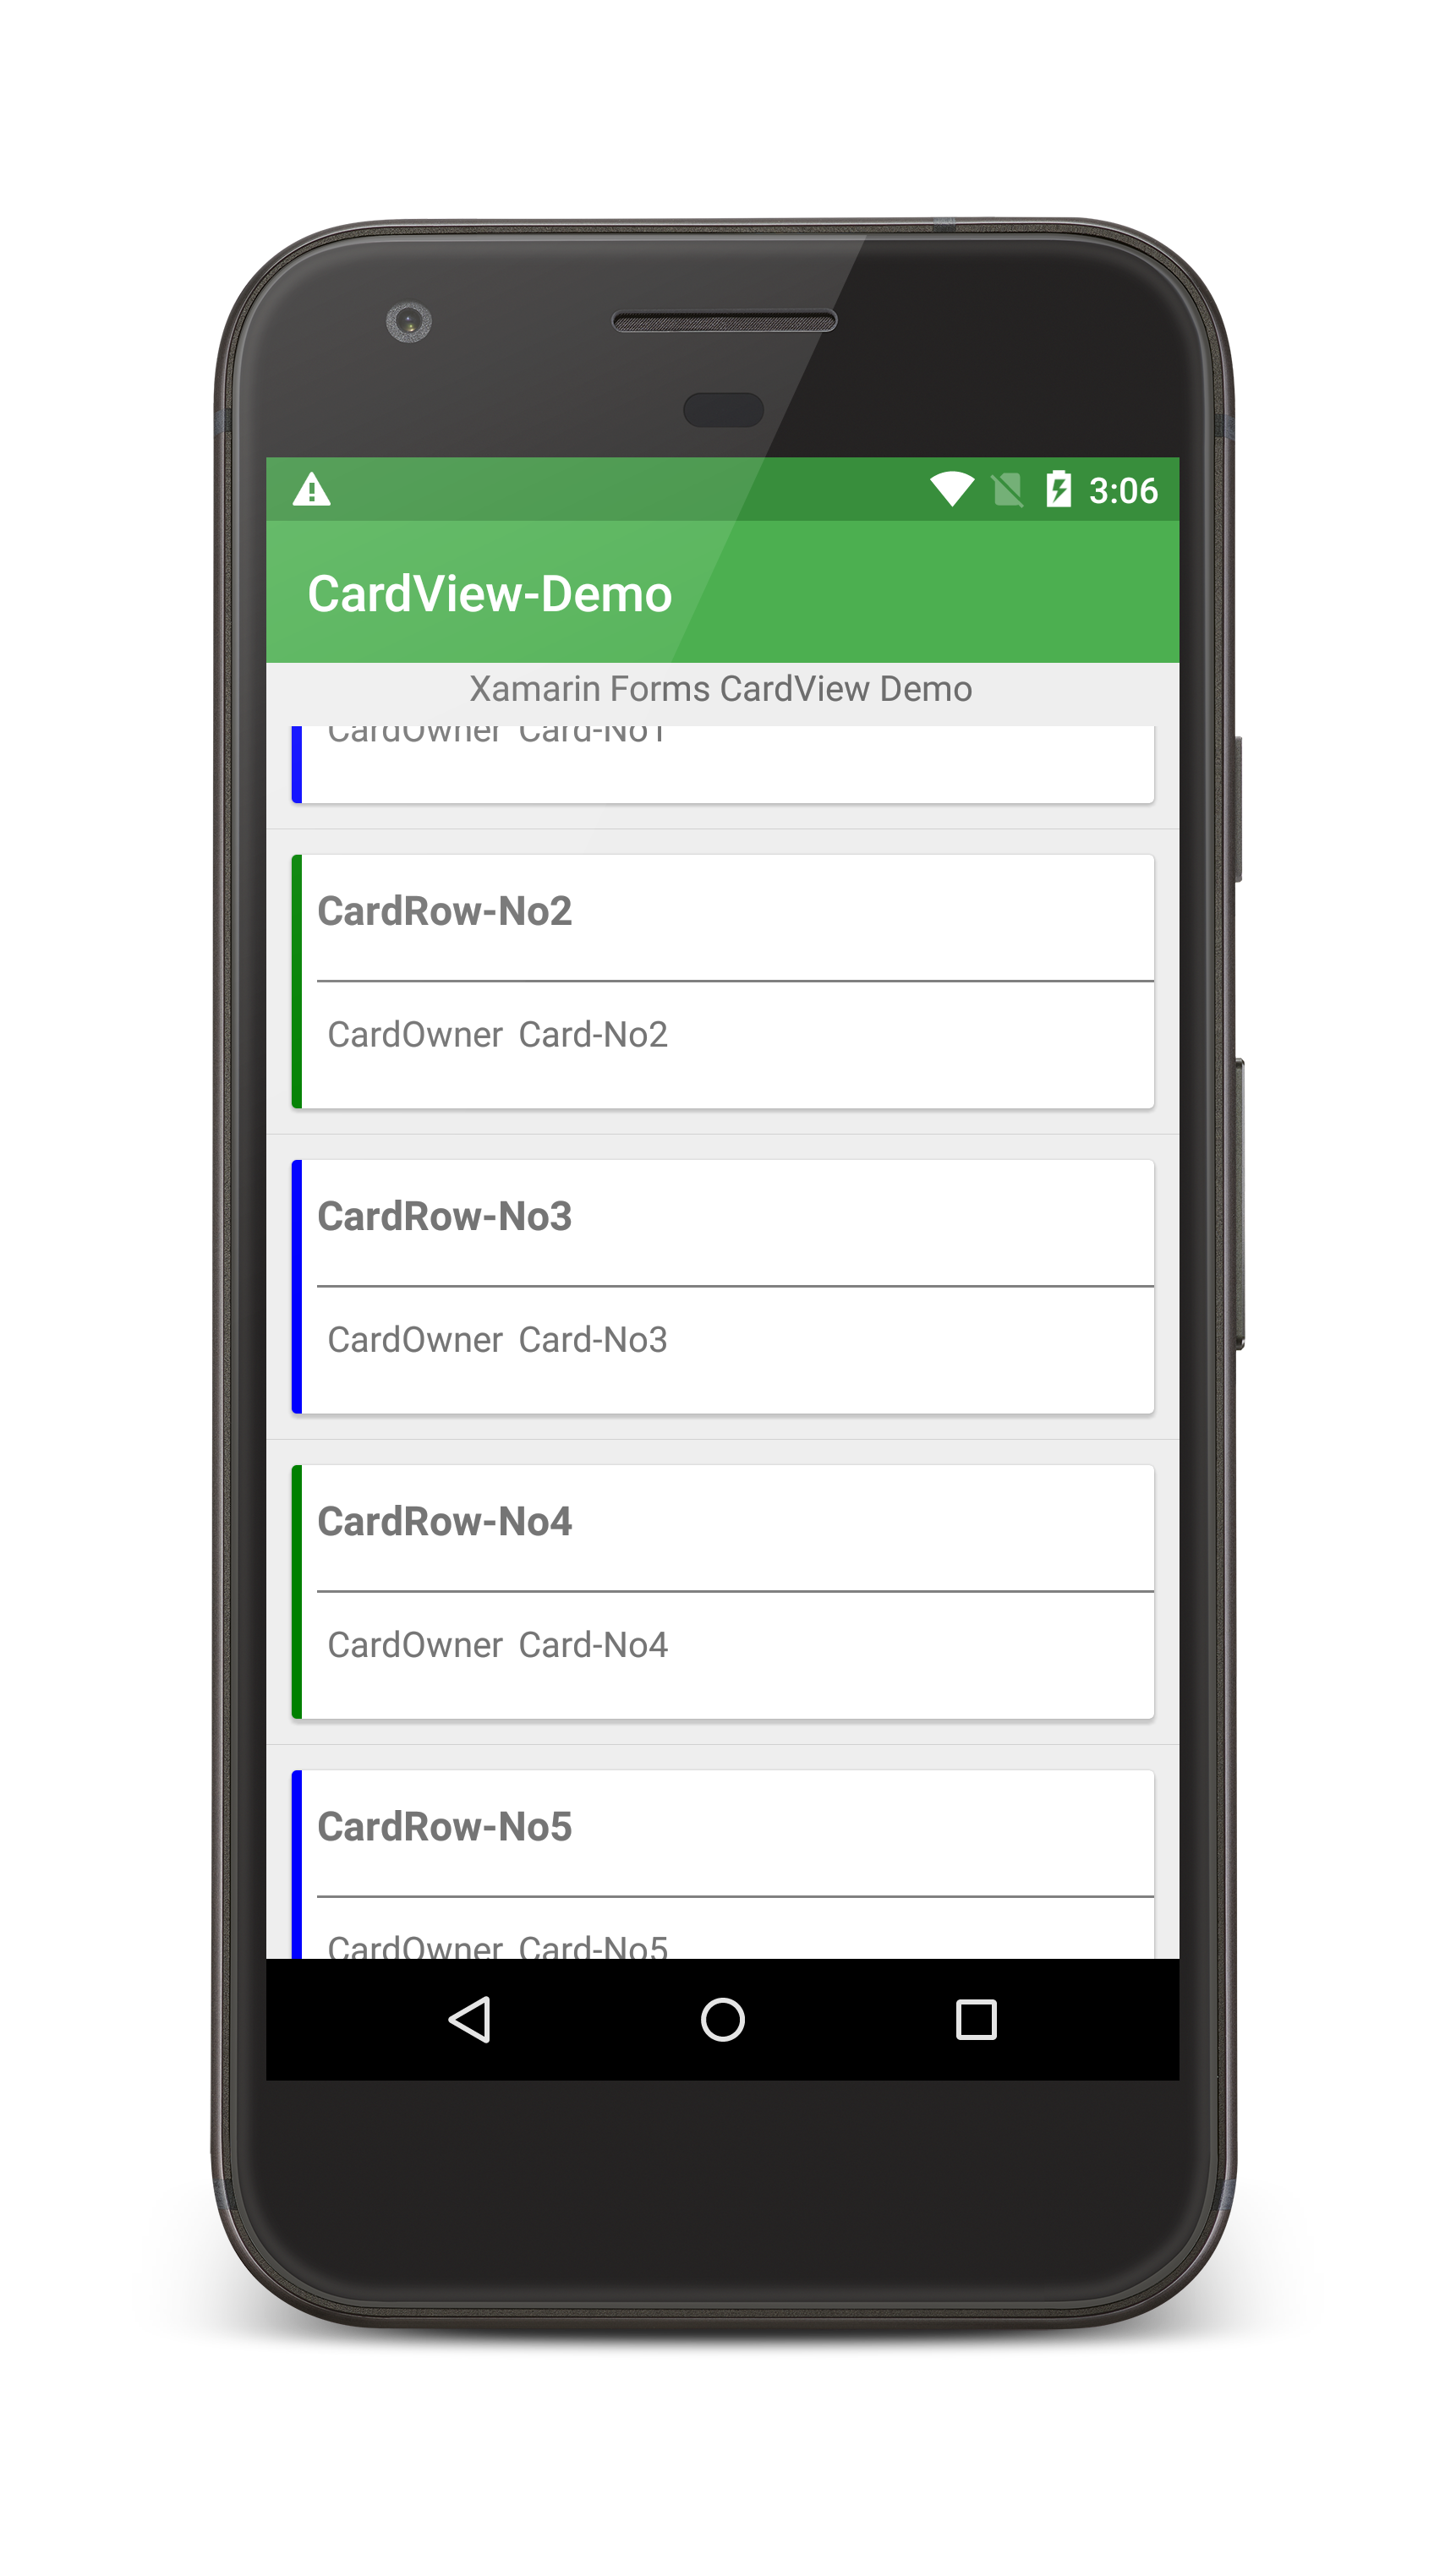 3:06
CardView-Demo
Xamarin Forms CardView Demo
CardOwner Card-No1
CardRow-No2
CardOwner Card-No2
CardRow-No3
CardOwner Card-No3
CardRow-No4
CardOwner Card-No4
CardRow-No5
CardOwner Card-No5